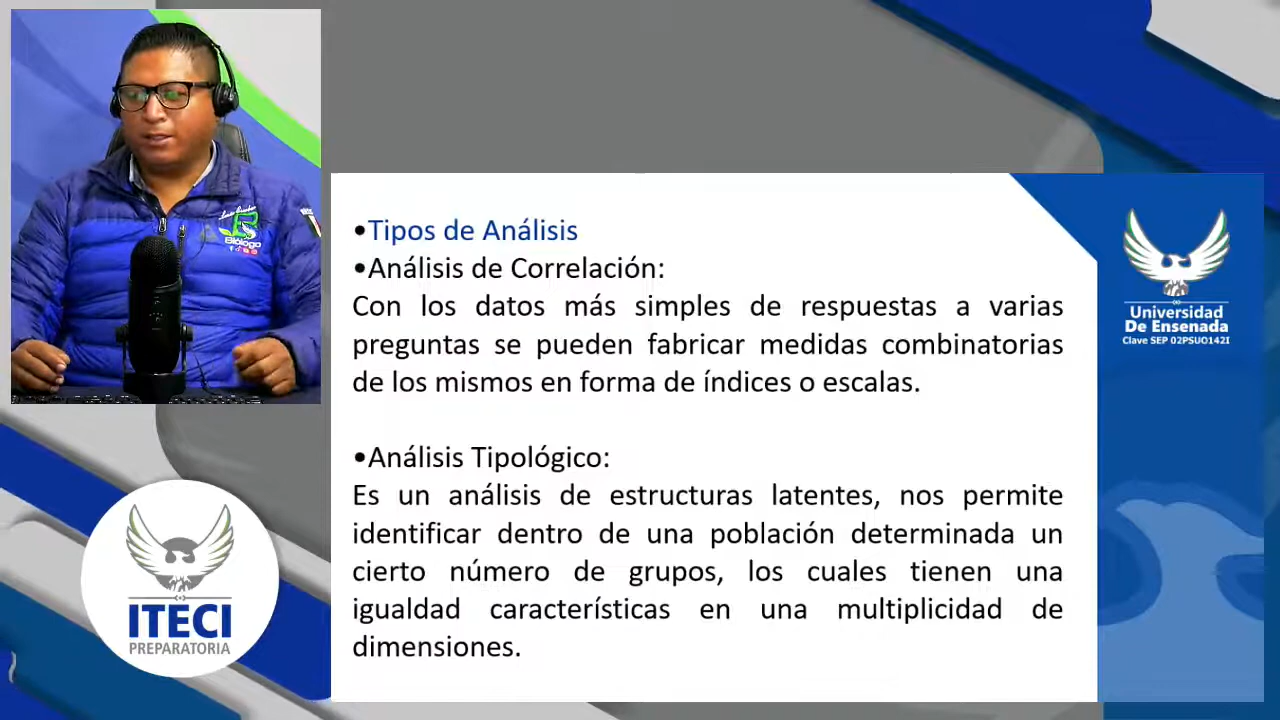 •Tipos de Análisis
•Análisis de Correlación:
Con los datos más simples de respuestas a varias
preguntas se pueden fabricar medidas combinatorias
de los mismos en forma de índices o escalas.
•Análisis Tipológico:
Es un análisis de estructuras latentes, nos permite
identificar dentro de una población determinada un
cierto número de grupos, los cuales tienen una
igualdad características en una multiplicidad de
dimensiones.
Universidad
De Ensenada
Clave SEP 02PSU0142I
ITECI
PREPARATORIA
Biólogo